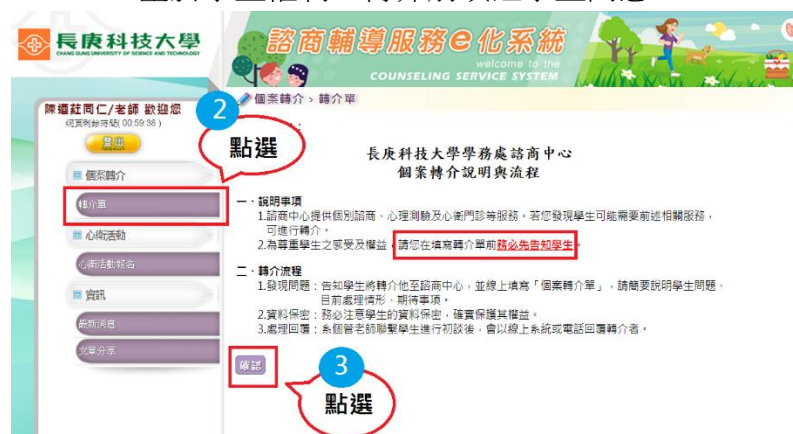 長庚科技大學
CHANG GUNG UNIVERSITY OF SCIENCE AND TECHNOLOGY
諮商輔導服務e化系統
welcome to the
COUNSELING SERVICE SYSTEM
陳孆莊同仁/老師 歡迎您
網頁剩餘時間( 00:59:38 )
登出
個案轉介
轉介單
心衛活動
心衛活動報名
資訊
最新消息
文章分享
2
點選
個案轉介 > 轉介單
長庚科技大學學務處諮商中心
個案轉介說明與流程
一、說明事項
1.諮商中心提供個別諮商、心理測驗及心衛門診等服務。若您發現學生可能需要前述相關服務，
可進行轉介。
2.為尊重學生之感受及權益，請您在填寫轉介單前務必先告知學生。
二、轉介流程
1.發現問題：告知學生將轉介他至諮商中心，並線上填寫「個案轉介單」，請簡要說明學生問題、
目前處理情形、期待事項。
2.資料保密：務必注意學生的資料保密，確實保護其權益。
3.處理回覆：系個管老師聯繫學生進行初談後，會以線上系統或電話回覆轉介者。
確認
3
點選